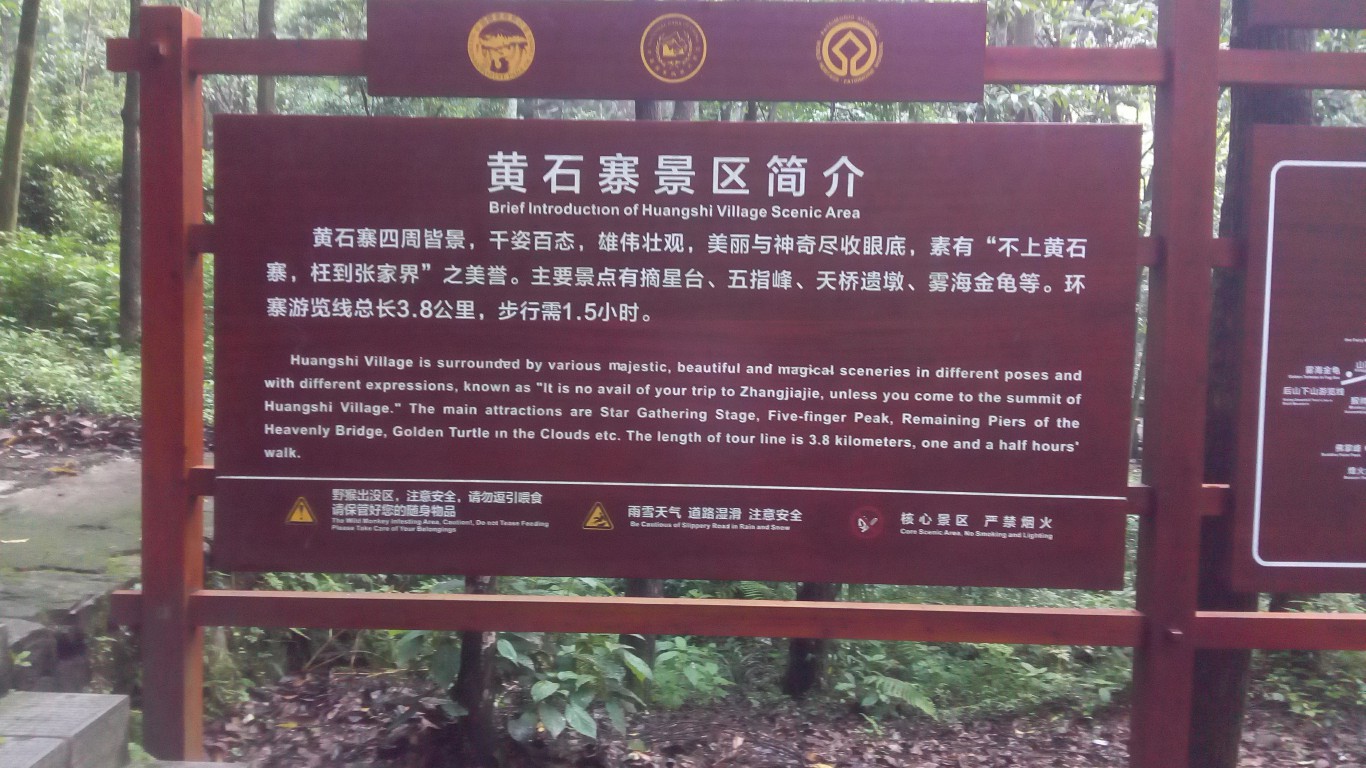 黄石寨景区简介
Brief Introduction of Huangshi Village Scenic Area
黄石寨四周皆景，千姿百态，雄伟壮观，美丽与神奇尽收眼底，素有“不上黄石
寨，枉到张家界”之美誉。主要景点有摘星台、五指峰、天桥遗墩、雾海金龟等。环
寨游览线总长3.8公里，步行需1.5小时。
Huangshi Village is surrounded by various majestic, beautiful and magical sceneries in different poses and
with different expressions, known as "It is no avail of your trip to Zhangjiajie, unless you come to the summit of
Huangshi Village." The main attractions are Star Gathering Stage, Five-finger Peak, Remaining Piers of the
Heavenly Bridge, Golden Turtle in the Clouds etc. The length of tour line is 3.8 kilometers, one and a half hours'
walk.
野猴出没区，注意安全，请勿逗引喂食
请保管好您的随身物品
The Wild Monkey Infesting Area, Caution!, Do not Tease Feeding
Please Take Care of Your Belongings
雨雪天气 道路湿滑 注意安全
Be Cautious of Slippery Road in Rain and Snow
核心景区 严禁烟火
Core Scenic Area, No Smoking and Lighting
雾海金龟
后山下山游览线